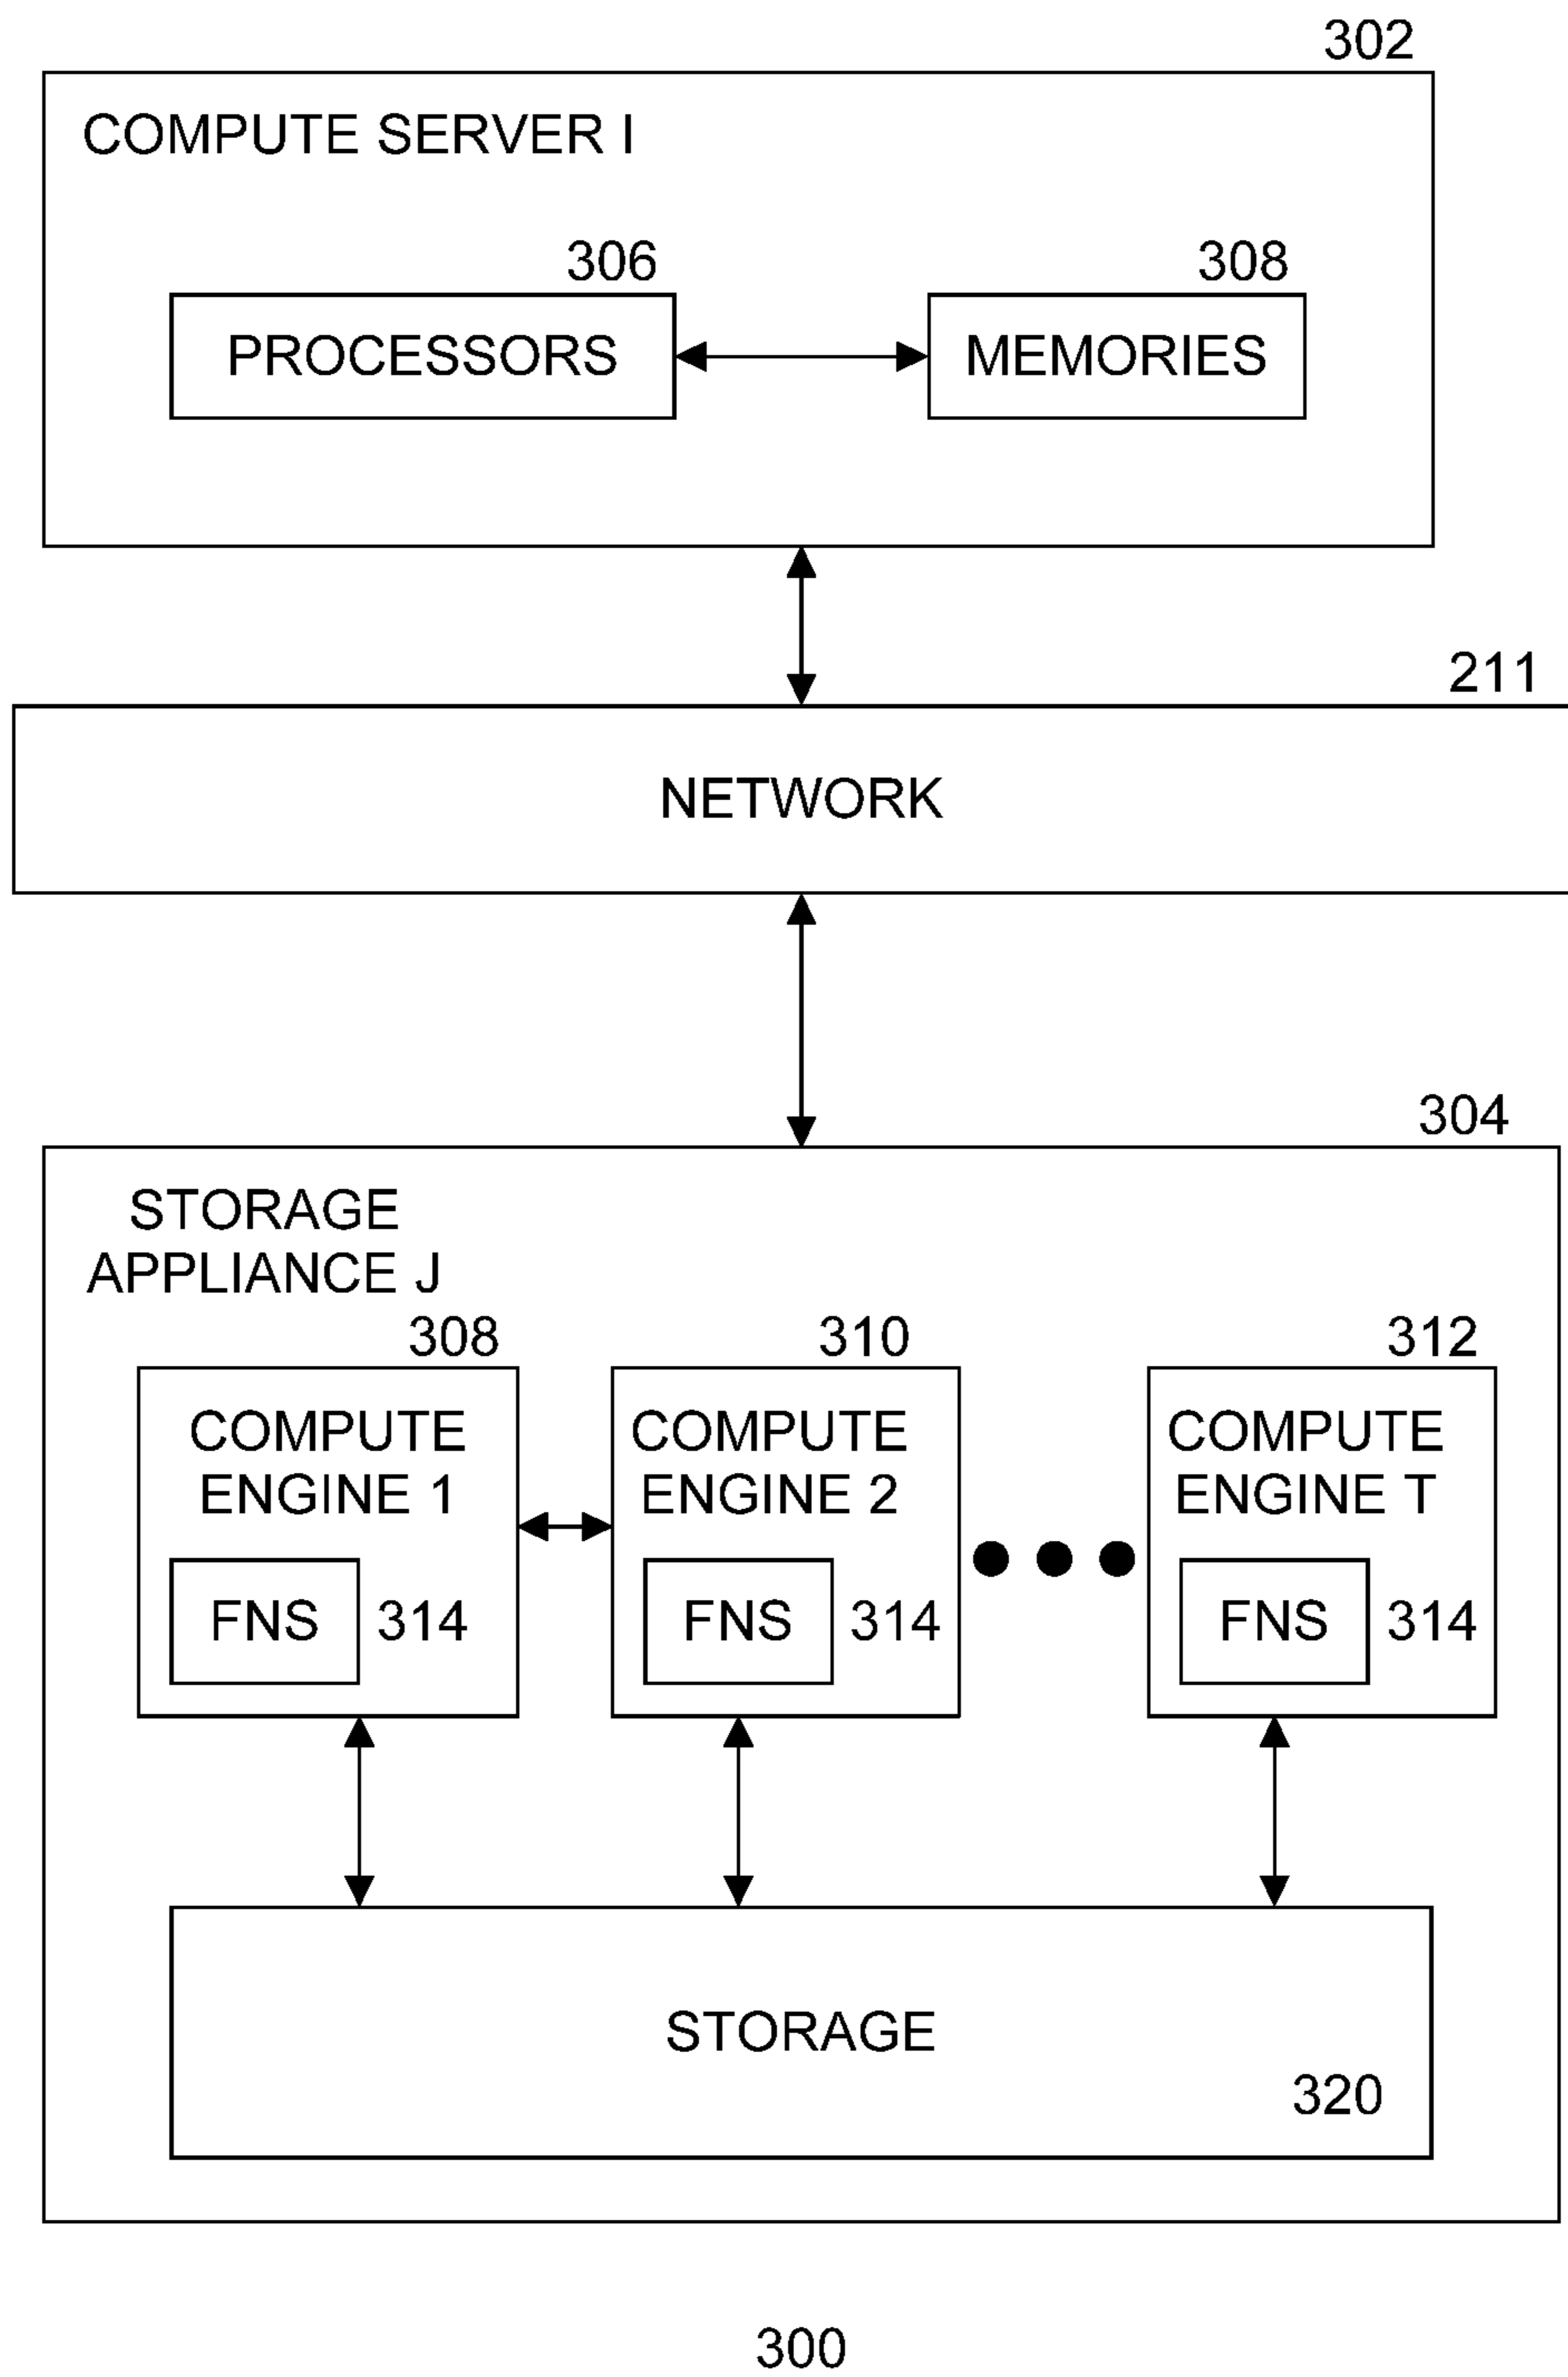 302
COMPUTE SERVER I
306
308
PROCESSORS
MEMORIES
211
NETWORK
304
STORAGE
APPLIANCE J
308
310
312
COMPUTE
ENGINE 1
COMPUTE
ENGINE 2
COMPUTE
ENGINE T
FNS
314
FNS
314
FNS
314
STORAGE
320
300